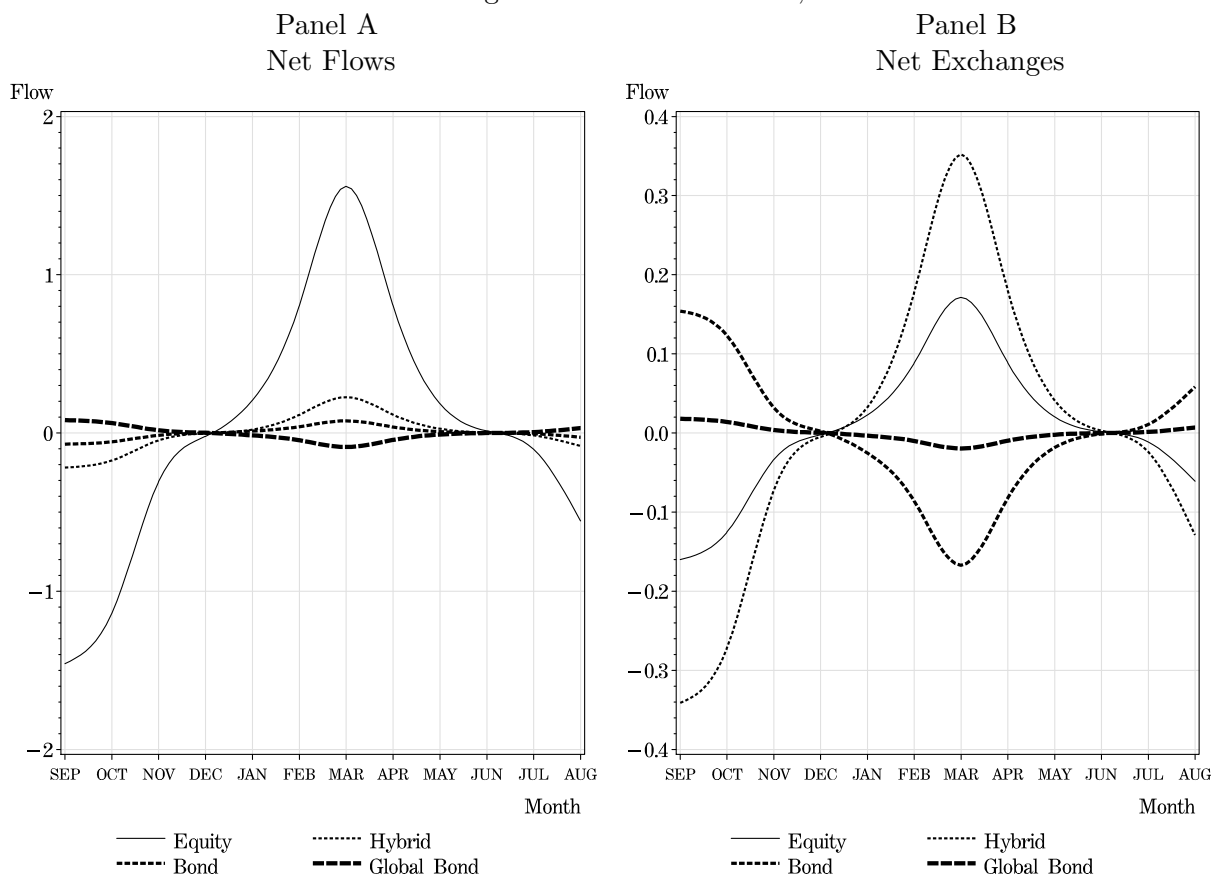 Panel A
Net Flows
Flow
2
1
0
−1
−2
SEP OCT NOV DEC JAN FEB MAR APR MAY JUN JUL AUG
Month
Equity Hybrid
Bond Global Bond
Panel B
Net Exchanges
Flow
0.4
0.3
0.2
0.1
0.0
−0.1
−0.2
−0.3
−0.4
SEP OCT NOV DEC JAN FEB MAR APR MAY JUN JUL AUG
Month
Equity Hybrid
Bond Global Bond